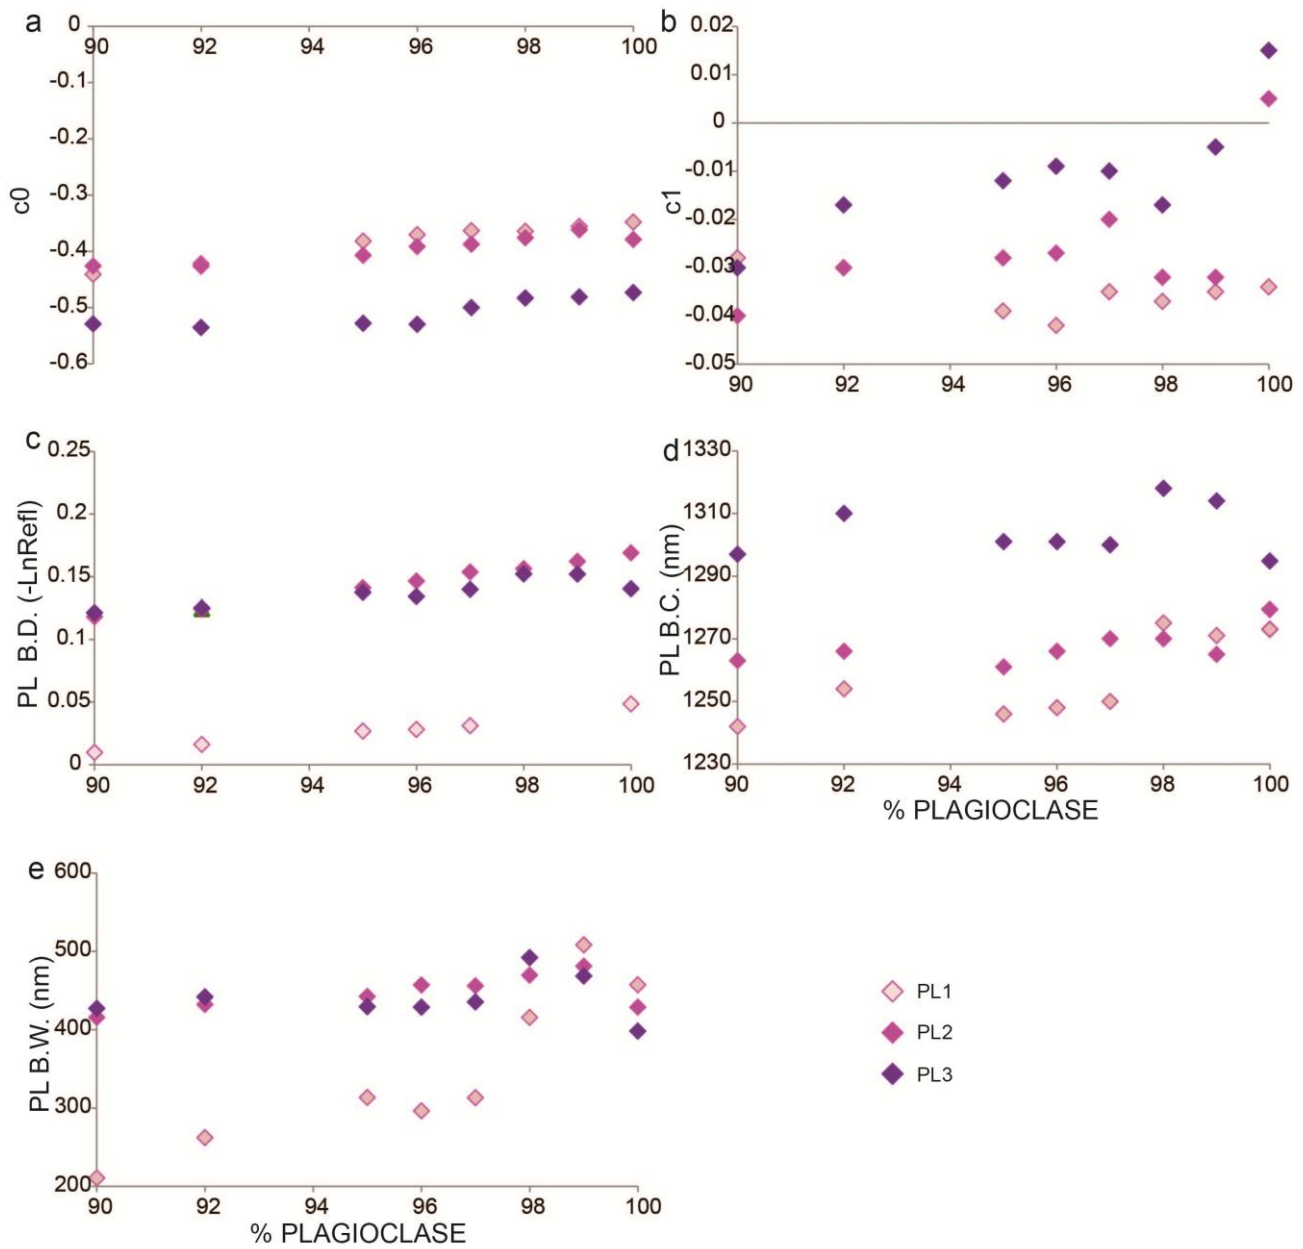 a
0
90 92 94 96 98 100
-0.1
-0.2
-0.3
-0.4
-0.5
-0.6
c0
b
0.02
0.01
0
-0.01
-0.02
-0.03
-0.04
-0.05
c1
90 92 94 96 98 100
c
0.25
0.2
0.15
0.1
0.05
0
PL B.D. (-LnRefl)
90 92 94 96 98 100
d
1330
1310
1290
1270
1250
1230
PL B.C. (nm)
90 92 94 96 98 100
% PLAGIOCLASE
e
600
500
400
300
200
PL B.W. (nm)
90 92 94 96 98 100
% PLAGIOCLASE
PL1
PL2
PL3